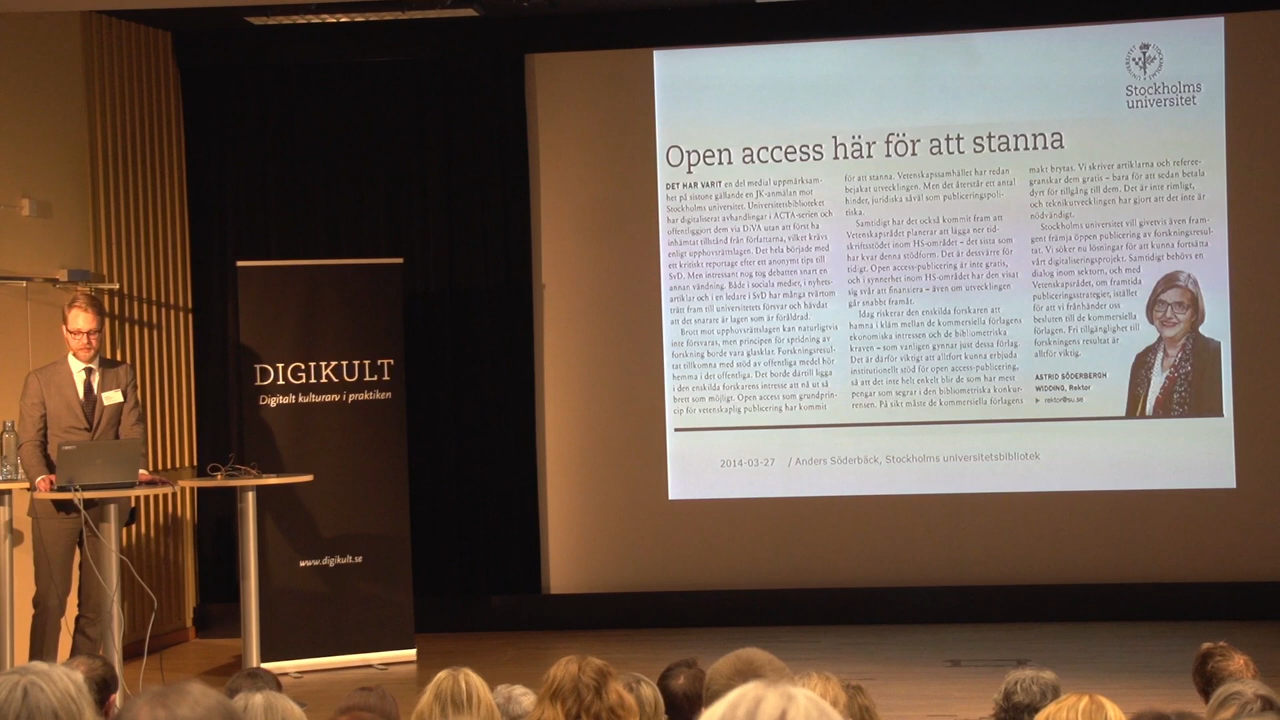 DIGIKULT
Digitalt kulturarv i praktiken
www.digikult.se
Stockholms
universitet
Open access här för att stanna
DET HAR VARIT en del medial uppmärksam-
het på sistone gällande en JK-anmälan mot
Stockholms universitet. Universitetsbiblioteket
har digitaliserat avhandlingar i ACTA-serien och
offentliggjort dem via DiVA utan att först ha
inhämtat tillstånd från författarna, vilket krävs
enligt upphovsrättslagen. Det hela började med
ett kritiskt reportage efter ett anonymt tips till
SvD. Men intressant nog tog debatten snart en
annan vändning. Både i sociala medier, i nyhets-
artiklar och i en ledare i SvD har många tvärtom
trätt fram till universitetets försvar och hävdat
att det snarare är lagen som är föråldrad.
Brott mot upphovsrättslagen kan naturligtvis
inte försvaras, men principen för spridning av
forskning borde vara glasklar. Forskningsresul-
tat tillkomna med stöd av offentliga medel hör
hemma i det offentliga. Det borde därtill ligga
i den enskilda forskarens intresse att nå ut så
brett som möjligt. Open access som grundprin-
cip för vetenskaplig publicering har kommit
för att stanna. Vetenskapssamhället har redan
bejakat utvecklingen. Men det återstår ett antal
hinder, juridiska såväl som publiceringspoli-
tiska.
Samtidigt har det också kommit fram att
Vetenskapsrådet planerar att lägga ner tid-
skriftsstödet inom HS-området – det sista som
har kvar denna stödform. Det är dessvärre för
tidigt. Open access-publicering är inte gratis,
och i synnerhet inom HS-området har den visat
sig svår att finansiera – även om utvecklingen
går snabbt framåt.
Idag riskerar den enskilda forskaren att
hamna i kläm mellan de kommersiella förlagens
ekonomiska intressen och de bibliometriska
kraven – som vanligen gynnar just dessa förlag.
Det är därför viktigt att alltfort kunna erbjuda
institutionellt stöd för open access-publicering,
så att det inte helt enkelt blir de som har mest
pengar som segrar i den bibliometriska konkur-
rensen. På sikt måste de kommersiella förlagens
makt brytas. Vi skriver artiklarna och referee-
granskar dem gratis – bara för att sedan betala
dyrt för tillgång till dem. Det är inte rimligt,
och teknikutvecklingen har gjort att det inte är
nödvändigt.
Stockholms universitet vill givetvis även fram-
gent främja öppen publicering av forskningsresul-
tat. Vi söker nu lösningar för att kunna fortsätta
vårt digitaliseringsprojekt. Samtidigt behövs en
dialog inom sektorn, och med
Vetenskapsrådet, om framtida
publiceringsstrategier, istället
för att vi frånhänder oss
besluten till de kommersiella
förlagen. Fri tillgänglighet till
forskningens resultat är
alltför viktig.
ASTRID SÖDERBERGH
WIDDING, Rektor
▶ rektor@su.se
2014-03-27 / Anders Söderbäck, Stockholms universitetsbibliotek